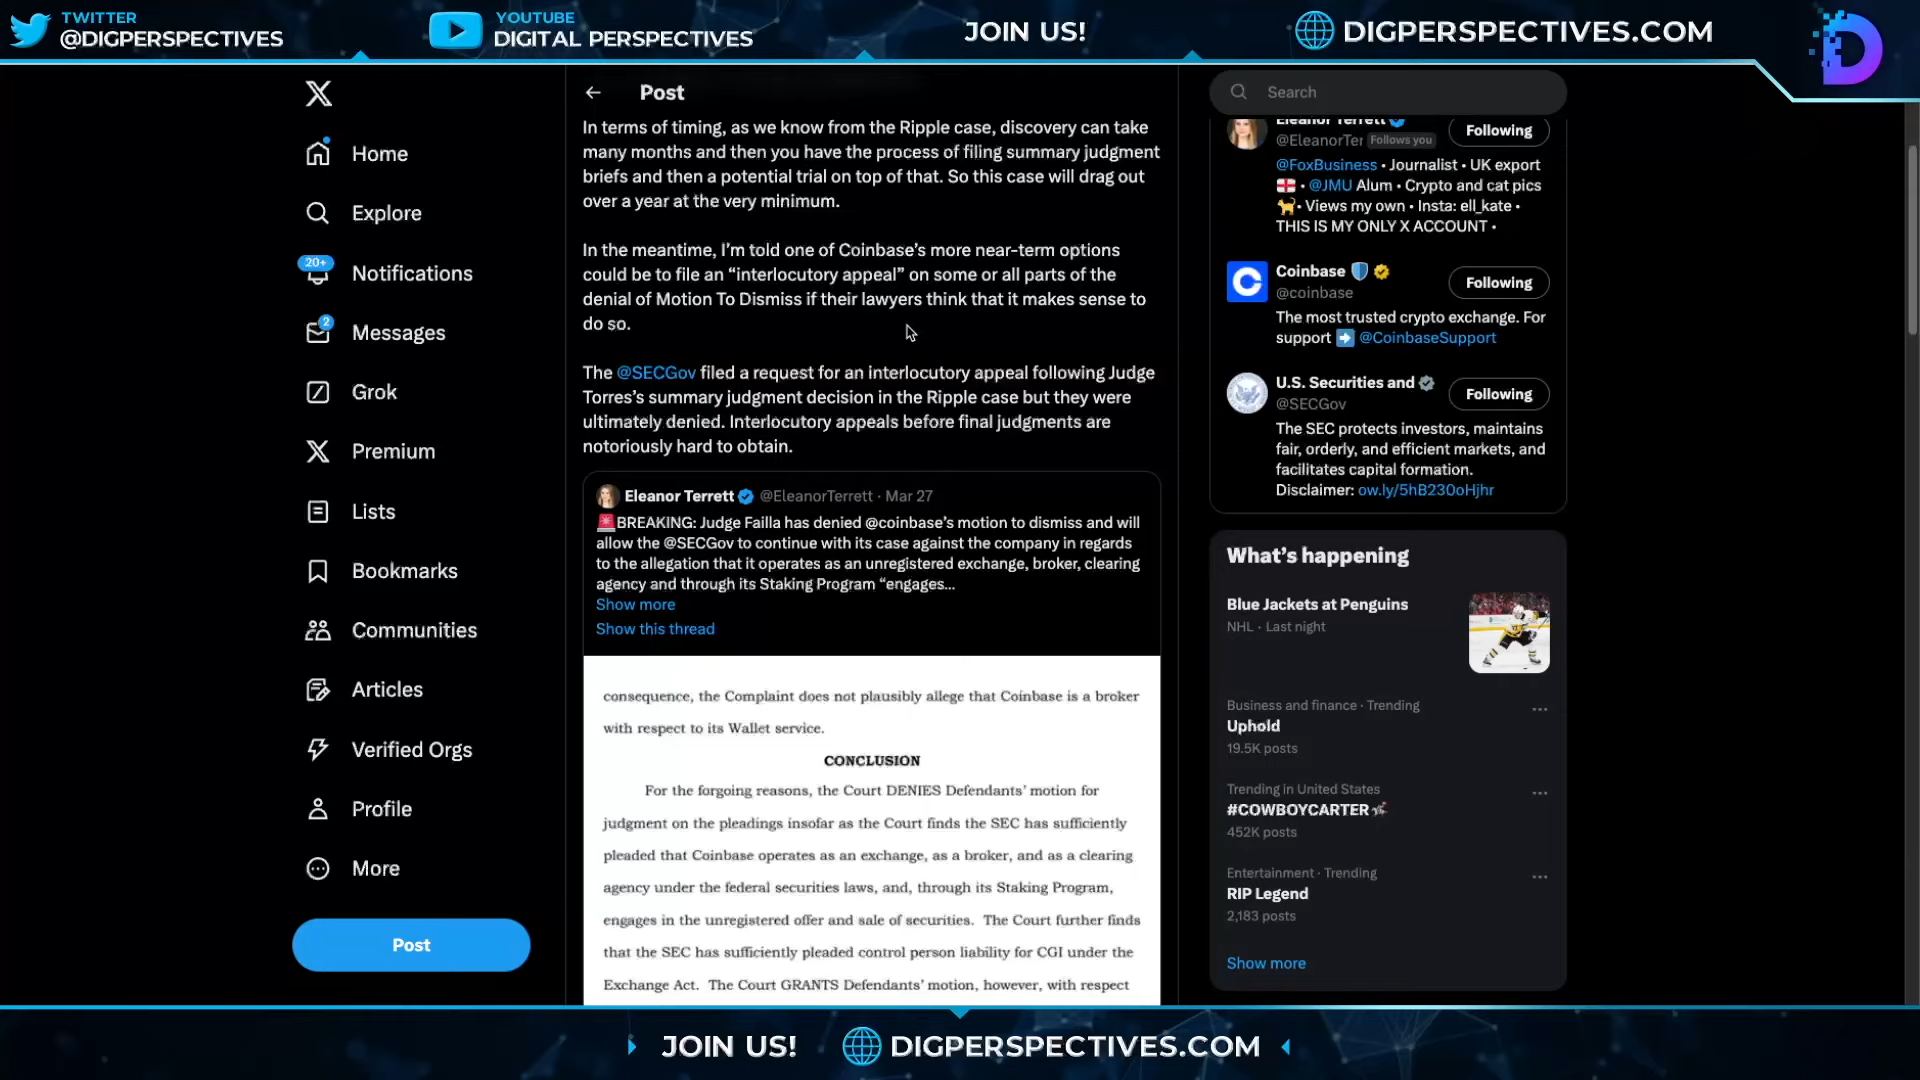 TWITTER
@DIGPERSPECTIVES
YOUTUBE
DIGITAL PERSPECTIVES
JOIN US!
DIGPERSPECTIVES.COM
Home
Explore
20+
Notifications
2
Messages
Grok
Premium
Lists
Bookmarks
Communities
Articles
Verified Orgs
Profile
More
Post
Post
In terms of timing, as we know from the Ripple case, discovery can take
many months and then you have the process of filing summary judgment
briefs and then a potential trial on top of that. So this case will drag out
over a year at the very minimum.
In the meantime, I’m told one of Coinbase’s more near-term options
could be to file an “interlocutory appeal” on some or all parts of the
denial of Motion To Dismiss if their lawyers think that it makes sense to
do so.
The @SECGov filed a request for an interlocutory appeal following Judge
Torres’s summary judgment decision in the Ripple case but they were
ultimately denied. Interlocutory appeals before final judgments are
notoriously hard to obtain.
Eleanor Terrett @EleanorTerrett · Mar 27
🚨BREAKING: Judge Failla has denied @coinbase’s motion to dismiss and will
allow the @SECGov to continue with its case against the company in regards
to the allegation that it operates as an unregistered exchange, broker, clearing
agency and through its Staking Program “engages...
Show more
Show this thread
consequence, the Complaint does not plausibly allege that Coinbase is a broker
with respect to its Wallet service.
CONCLUSION
For the forgoing reasons, the Court DENIES Defendants’ motion for
judgment on the pleadings insofar as the Court finds the SEC has sufficiently
pleaded that Coinbase operates as an exchange, as a broker, and as a clearing
agency under the federal securities laws, and, through its Staking Program,
engages in the unregistered offer and sale of securities. The Court further finds
that the SEC has sufficiently pleaded control person liability for CGI under the
Exchange Act. The Court GRANTS Defendants’ motion, however, with respect
Search
Eleanor Terrett
@EleanorTer Follows you
Following
@FoxBusiness • Journalist • UK export
🏴󠁧󠁢󠁥󠁮󠁧󠁿 • @JMU Alum • Crypto and cat pics
🐈• Views my own • Insta: ell_kate •
THIS IS MY ONLY X ACCOUNT •
Coinbase 🛡️
@coinbase
Following
The most trusted crypto exchange. For
support ➡️ @CoinbaseSupport
U.S. Securities and
@SECGov
Following
The SEC protects investors, maintains
fair, orderly, and efficient markets, and
facilitates capital formation.
Disclaimer: ow.ly/5hB230oHjhr
What’s happening
Blue Jackets at Penguins
NHL · Last night
Business and finance · Trending
Uphold
19.5K posts
Trending in United States
#COWBOYCARTER
452K posts
Entertainment · Trending
RIP Legend
2,183 posts
Show more
JOIN US!
DIGPERSPECTIVES.COM